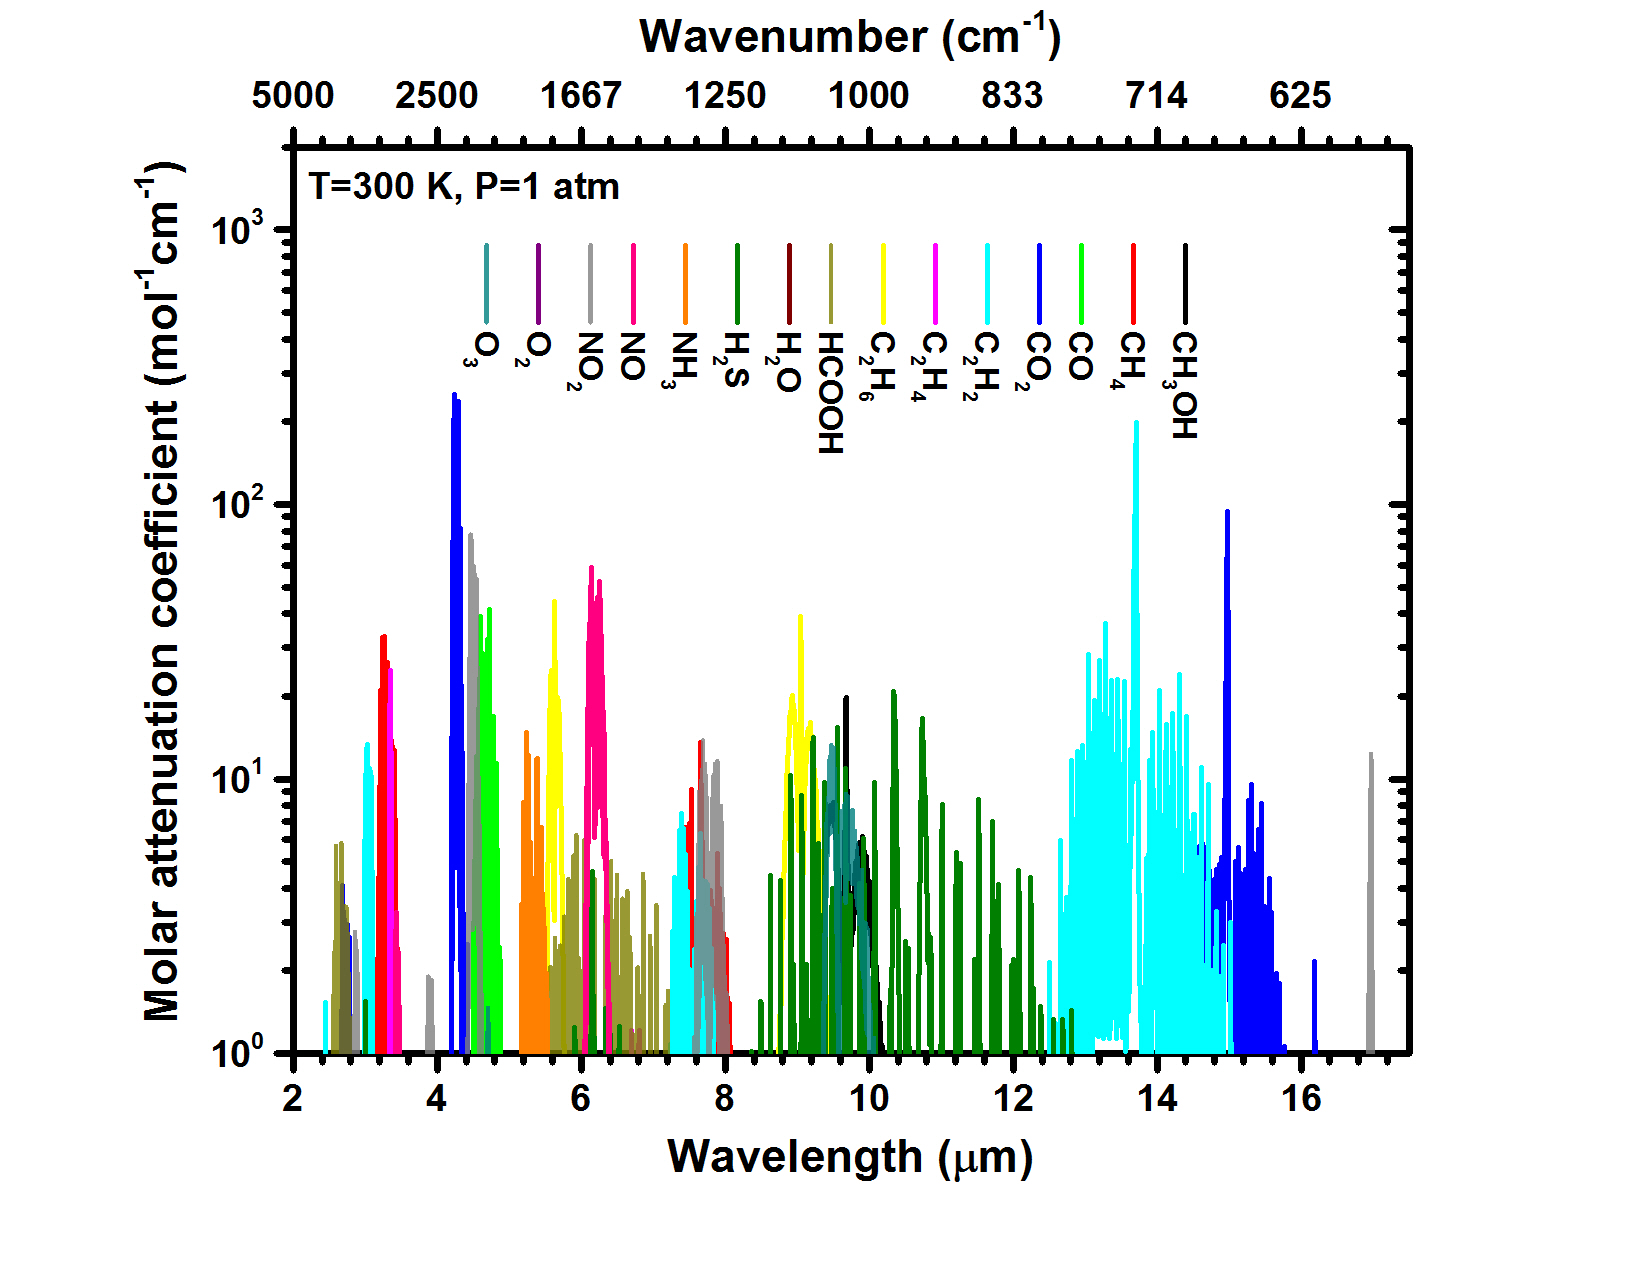 Wavenumber (cm⁻¹)
5000 2500 1667 1250 1000 833 714 625
T=300 K, P=1 atm
Molar attenuation coefficient (mol⁻¹cm⁻¹)
10³
10²
10¹
10⁰
O₃
O₂
NO₂
NO
NH₃
H₂S
H₂O
HCOOH
C₂H₆
C₂H₄
C₂H₂
CO₂
CO
CH₄
CH₃OH
2 4 6 8 10 12 14 16
Wavelength (μm)